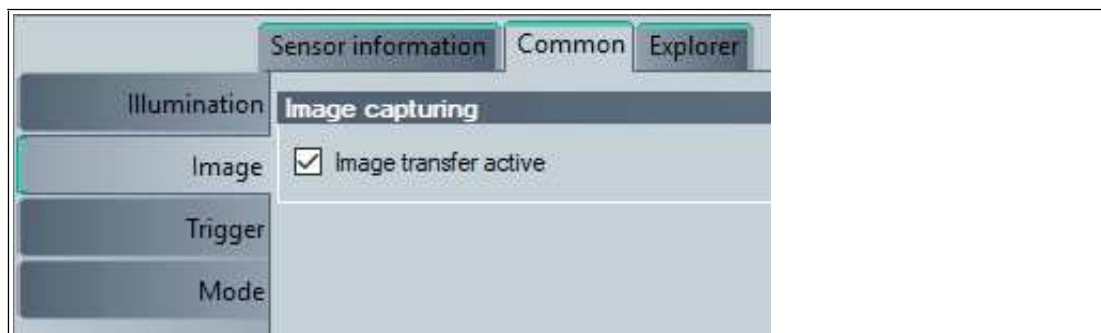 Sensor information Common Explorer
Illumination
Image capturing
Image
Image transfer active
Trigger
Mode